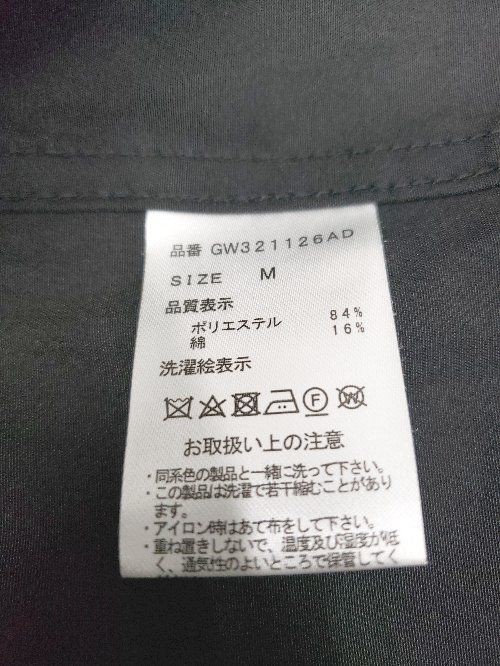 品番 GW321126AD
SIZE M
品質表示
ポリエステル 84%
綿 16%
洗濯絵表示
お取扱い上の注意
・同系色の製品と一緒に洗って下さい。
・この製品は洗濯で若干縮むことがあり
ます。
・アイロン時はあて布をして下さい。
・重ね置きしないで、温度及び湿度が低
く、通気性のよいところで保管してく